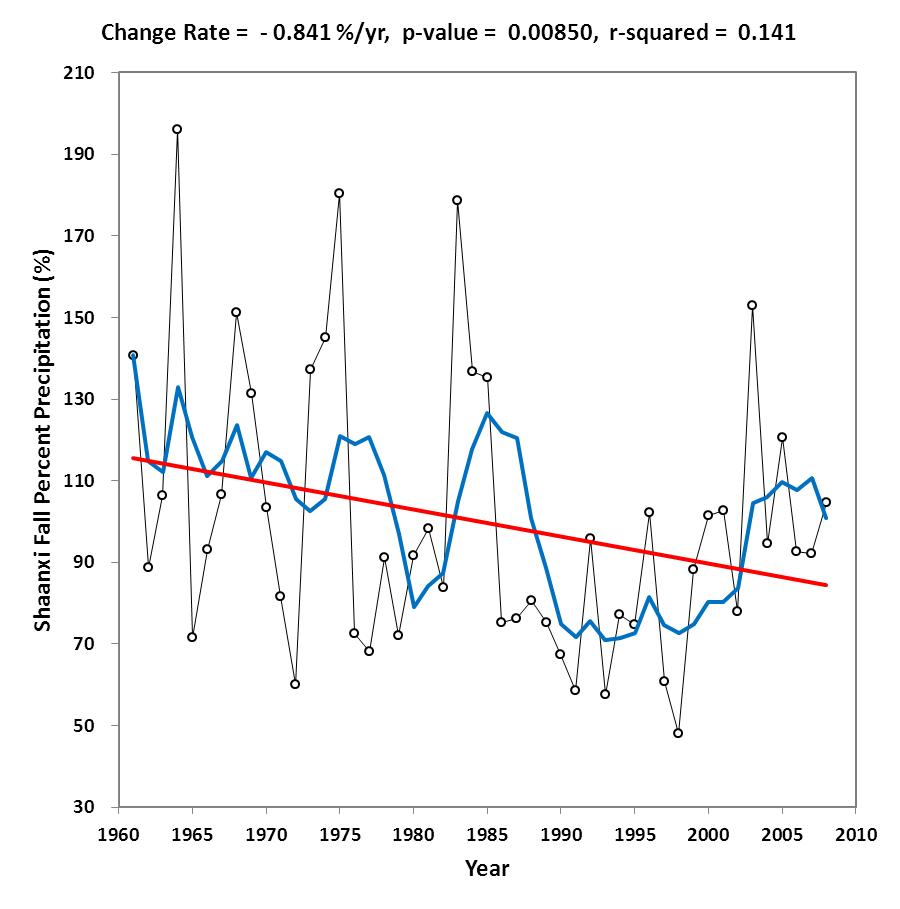 Change Rate = - 0.841 %/yr, p-value = 0.00850, r-squared = 0.141
210
190
170
150
130
110
90
70
50
30
Shaanxi Fall Percent Precipitation (%)
1960 1965 1970 1975 1980 1985 1990 1995 2000 2005 2010
Year